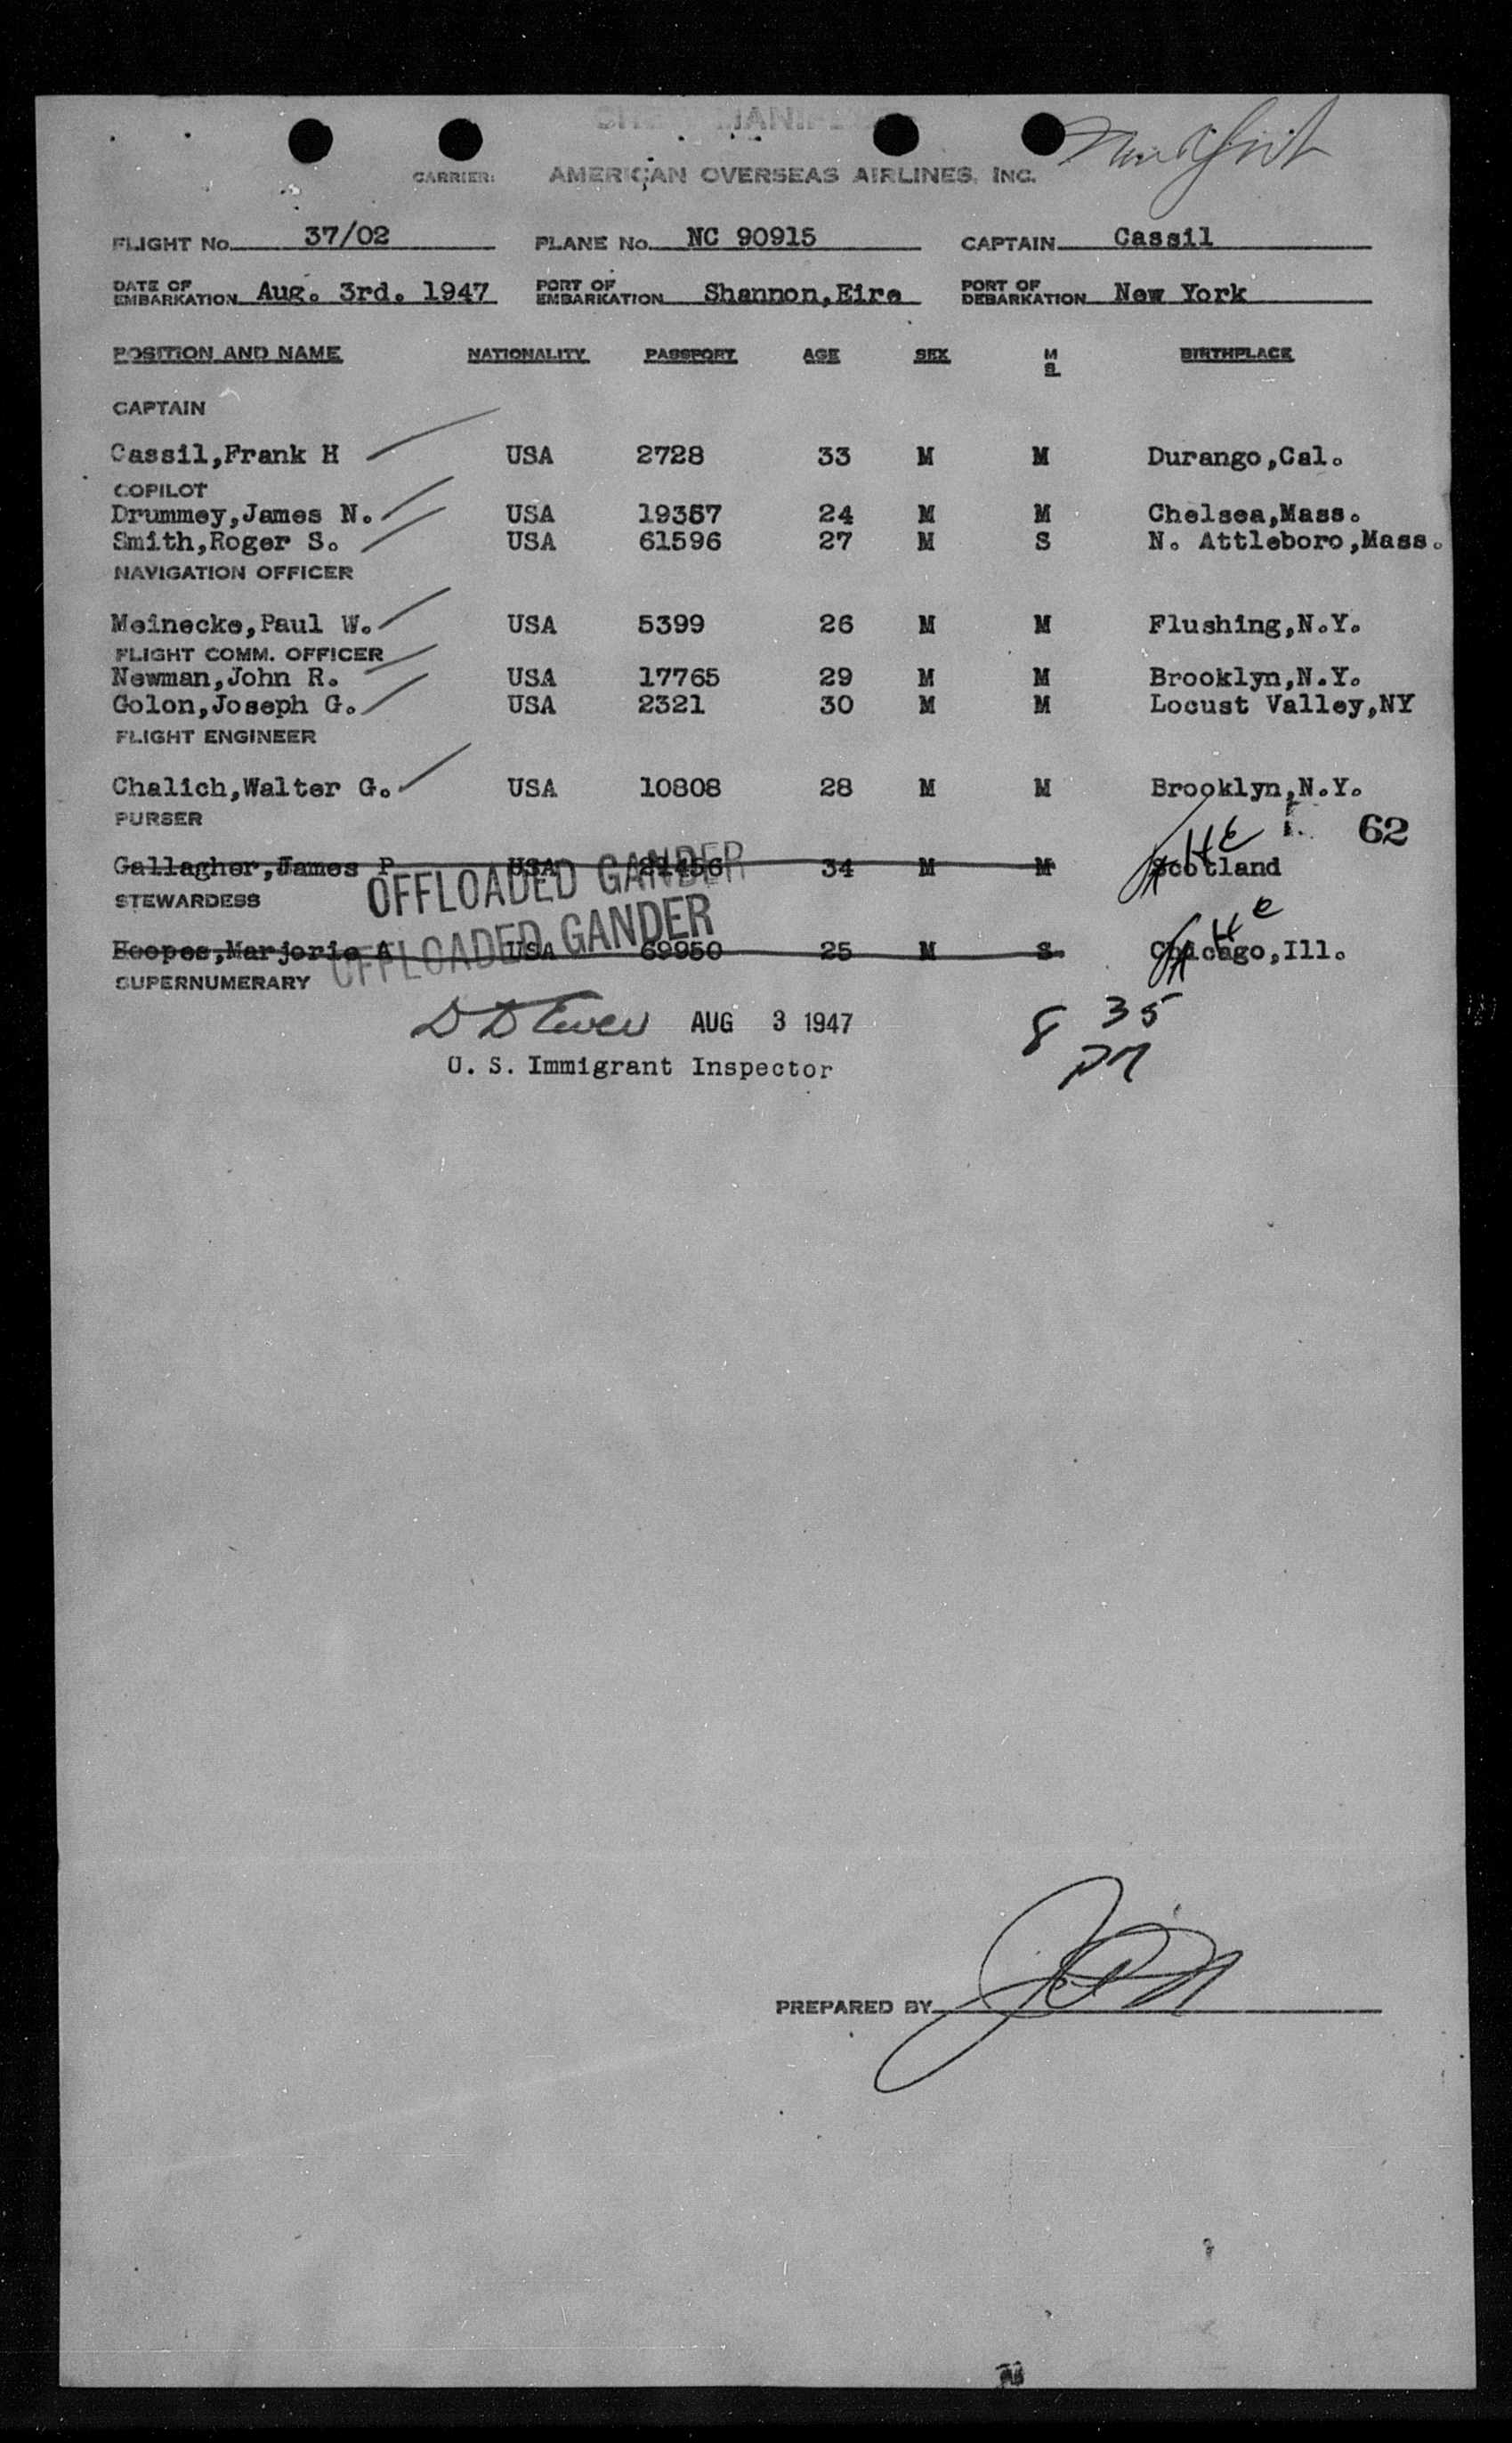 CARRIER: AMERICAN OVERSEAS AIRLINES, INC.
FLIGHT No. 37/02 PLANE No. NC 90915 CAPTAIN Cassil
DATE OF EMBARKATION Aug. 3rd. 1947 PORT OF EMBARKATION Shannon,Eire PORT OF DEBARKATION New York
POSITION AND NAME NATIONALITY PASSPORT AGE SEX M S BIRTHPLACE
CAPTAIN
Cassil,Frank H USA 2728 33 M M Durango,Cal.
COPILOT
Drummey,James N. USA 19357 24 M M Chelsea,Mass.
Smith,Roger S. USA 61596 27 M S N. Attleboro,Mass.
NAVIGATION OFFICER
Meinecke,Paul W. USA 5399 26 M M Flushing,N.Y.
FLIGHT COMM. OFFICER
Newman,John R. USA 17765 29 M M Brooklyn,N.Y.
Golon,Joseph G. USA 2321 30 M M Locust Valley,NY
FLIGHT ENGINEER
Chalich,Walter G. USA 10808 28 M M Brooklyn,N.Y.
PURSER
62
Gallagher,James P USA 34 M M Scotland
OFFLOADED GANDER
STEWARDESS
OFFLOADED GANDER
Hoopes,Marjorie A USA 69950 25 M S Chicago,Ill.
SUPERNUMERARY
AUG 3 1947 8 35
U. S. Immigrant Inspector PM
PREPARED BY